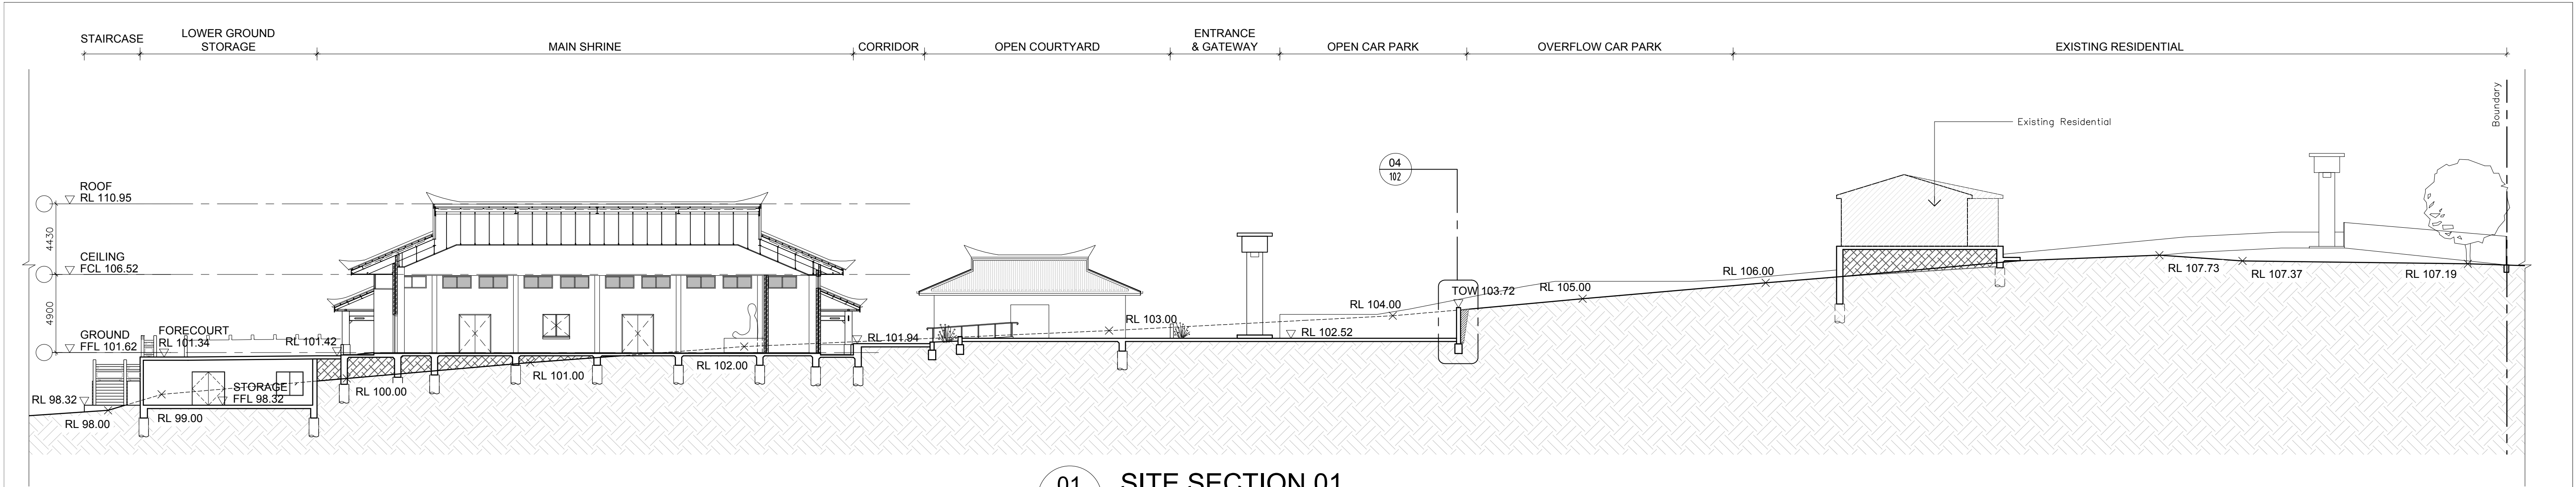 STAIRCASE
LOWER GROUND
STORAGE
MAIN SHRINE
CORRIDOR
OPEN COURTYARD
ENTRANCE
& GATEWAY
OPEN CAR PARK
OVERFLOW CAR PARK
EXISTING RESIDENTIAL
Boundary
Existing Residential
04
102
ROOF
RL 110.95
4430
CEILING
FCL 106.52
4900
GROUND
FFL 101.62
FORECOURT
RL 101.34
RL 101.42
RL 101.94
RL 103.00
RL 102.52
RL 104.00
TOW 103.72
RL 105.00
RL 106.00
RL 107.73
RL 107.37
RL 107.19
STORAGE
FFL 98.32
RL 98.32
RL 98.00
RL 99.00
RL 100.00
RL 101.00
RL 102.00
01
SITE SECTION 01